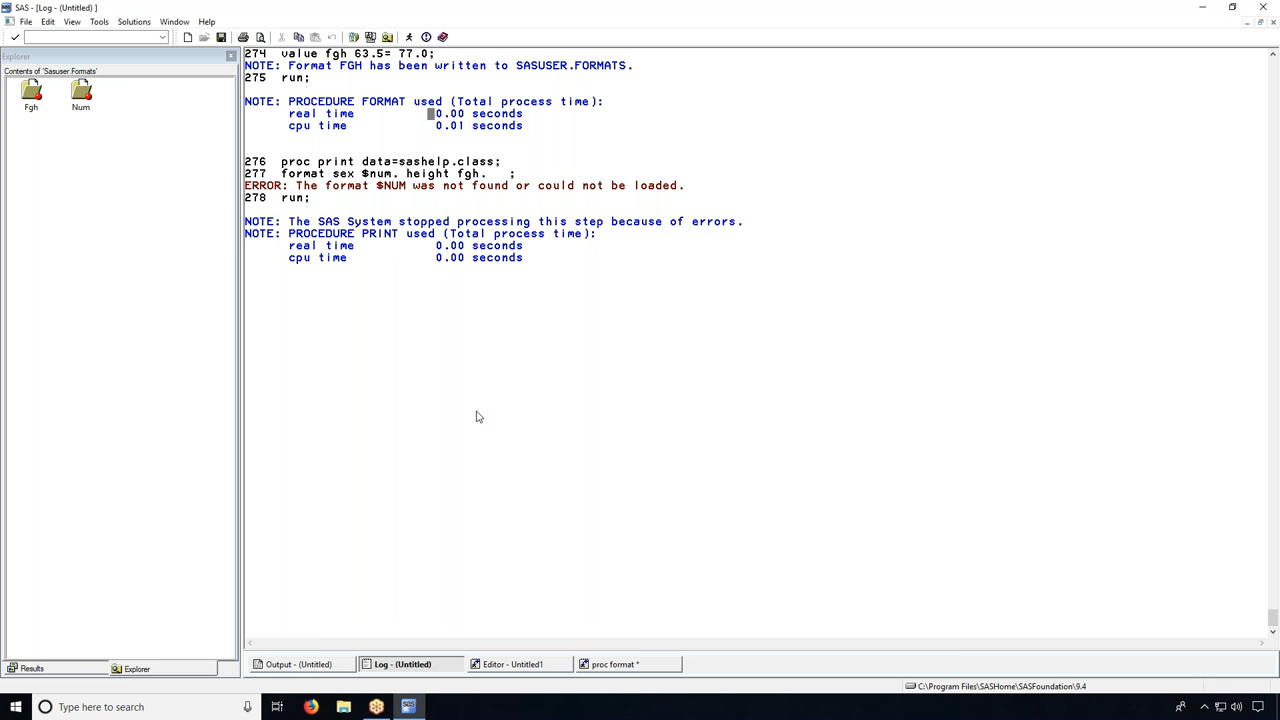 SAS - [Log - (Untitled) ]
File Edit View Tools Solutions Window Help
Explorer
Contents of 'Sasuser.Formats'
Fgh Num
274  value fgh 63.5= 77.0;
NOTE: Format FGH has been written to SASUSER.FORMATS.
275  run;
NOTE: PROCEDURE FORMAT used (Total process time):
real time           0.00 seconds
cpu time            0.01 seconds
276  proc print data=sashelp.class;
277  format sex $num. height fgh.   ;
ERROR: The format $NUM was not found or could not be loaded.
278  run;
NOTE: The SAS System stopped processing this step because of errors.
NOTE: PROCEDURE PRINT used (Total process time):
real time           0.00 seconds
cpu time            0.00 seconds
Results Explorer
Output - (Untitled) Log - (Untitled) Editor - Untitled1 proc format *
C:\Program Files\SASHome\SASFoundation\9.4
Type here to search